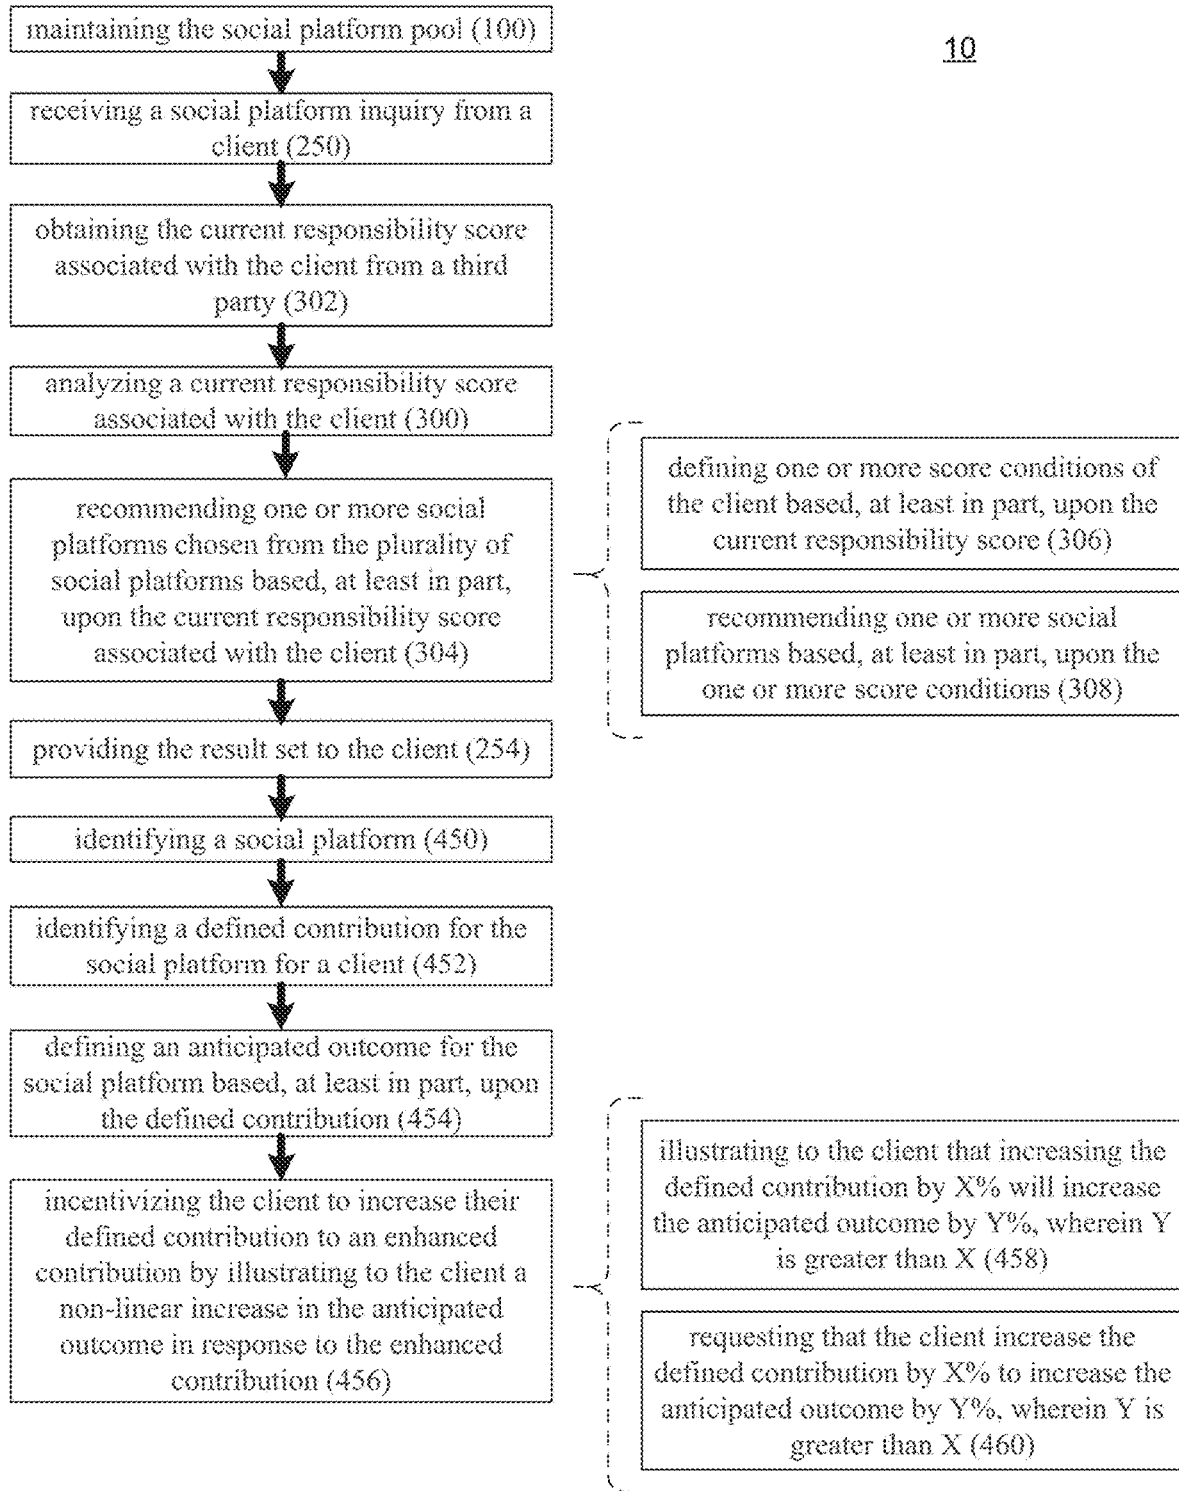 maintaining the social platform pool (100)
10
receiving a social platform inquiry from a
client (250)
obtaining the current responsibility score
associated with the client from a third
party (302)
analyzing a current responsibility score
associated with the client (300)
recommending one or more social
platforms chosen from the plurality of
social platforms based, at least in part,
upon the current responsibility score
associated with the client (304)
defining one or more score conditions of
the client based, at least in part, upon the
current responsibility score (306)
recommending one or more social
platforms based, at least in part, upon the
one or more score conditions (308)
providing the result set to the client (254)
identifying a social platform (450)
identifying a defined contribution for the
social platform for a client (452)
defining an anticipated outcome for the
social platform based, at least in part, upon
the defined contribution (454)
incentivizing the client to increase their
defined contribution to an enhanced
contribution by illustrating to the client a
non-linear increase in the anticipated
outcome in response to the enhanced
contribution (456)
illustrating to the client that increasing the
defined contribution by X% will increase
the anticipated outcome by Y%, wherein Y
is greater than X (458)
requesting that the client increase the
defined contribution by X% to increase the
anticipated outcome by Y%, wherein Y is
greater than X (460)